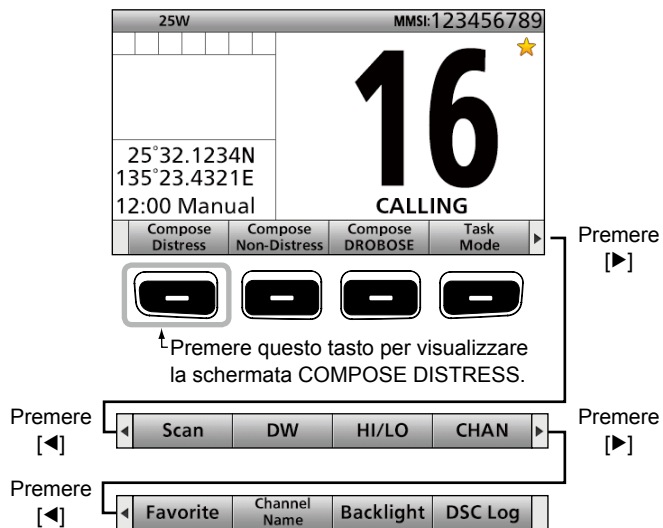 25W MMSI:123456789
16
25°32.1234N
135°23.4321E
12:00 Manual CALLING
Compose Distress Compose Non-Distress Compose DROBOSE Task Mode ▶
Premere [▶]
Premere questo tasto per visualizzare
la schermata COMPOSE DISTRESS.
Premere [◀]
◀ Scan DW HI/LO CHAN ▶
Premere [▶]
Premere [◀]
◀ Favorite Channel Name Backlight DSC Log